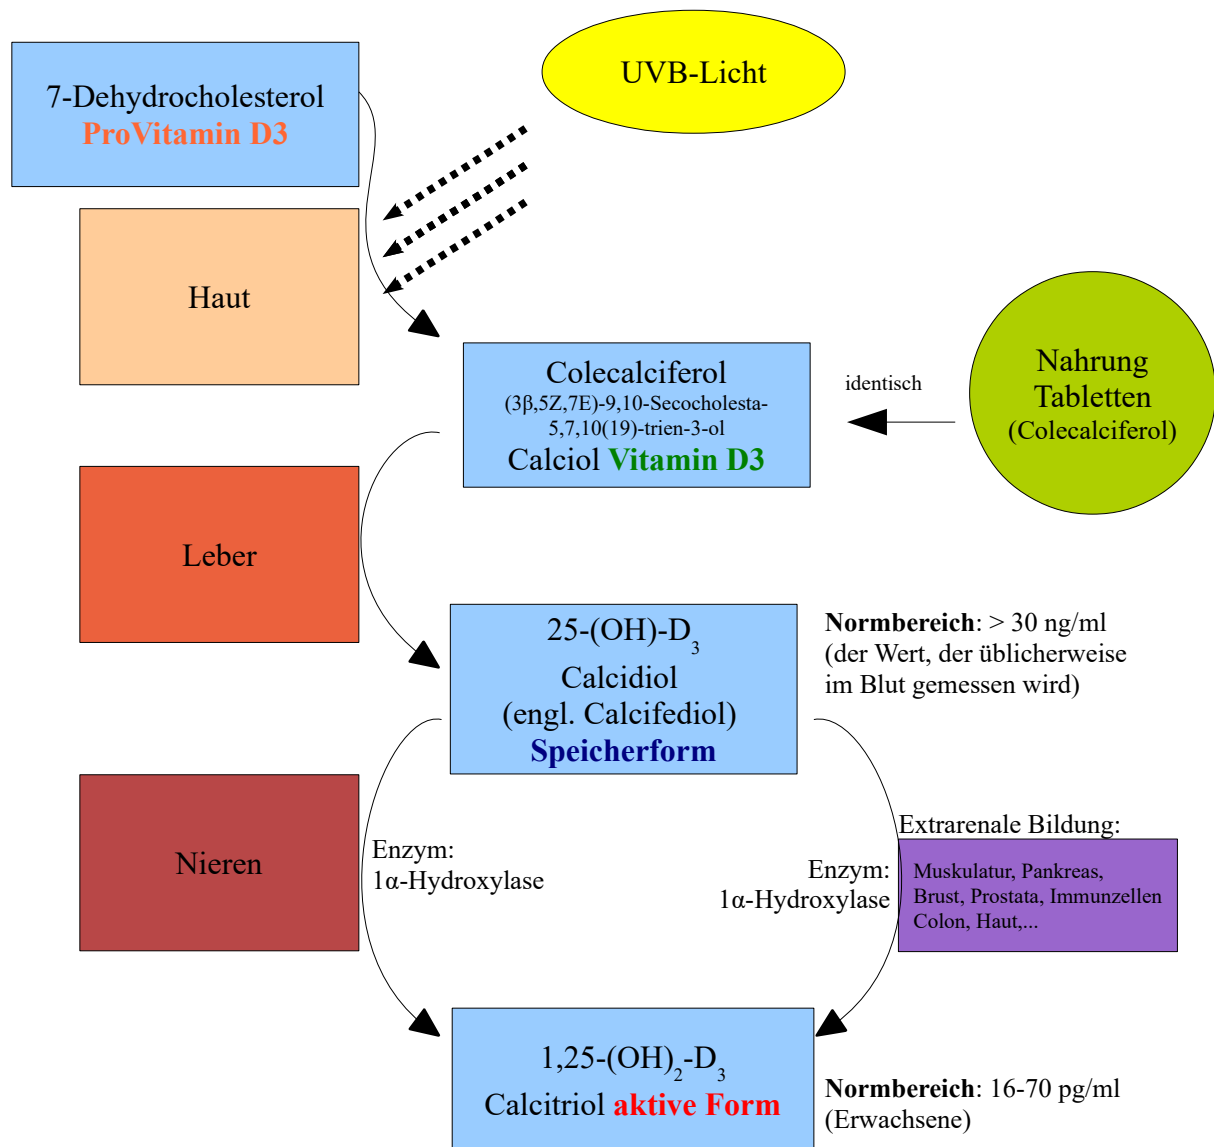 7-Dehydrocholesterol
ProVitamin D3
UVB-Licht
Haut
Colecalciferol
(3β,5Z,7E)-9,10-Secocholesta-
5,7,10(19)-trien-3-ol
Calciol Vitamin D3
identisch
Nahrung
Tabletten
(Colecalciferol)
Leber
25-(OH)-D₃
Calcidiol
(engl. Calcifediol)
Speicherform
Normbereich: > 30 ng/ml
(der Wert, der üblicherweise
im Blut gemessen wird)
Nieren
Enzym:
1α-Hydroxylase
Enzym:
1α-Hydroxylase
Extrarenale Bildung:
Muskulatur, Pankreas,
Brust, Prostata, Immunzellen
Colon, Haut,...
1,25-(OH)₂-D₃
Calcitriol aktive Form
Normbereich: 16-70 pg/ml
(Erwachsene)